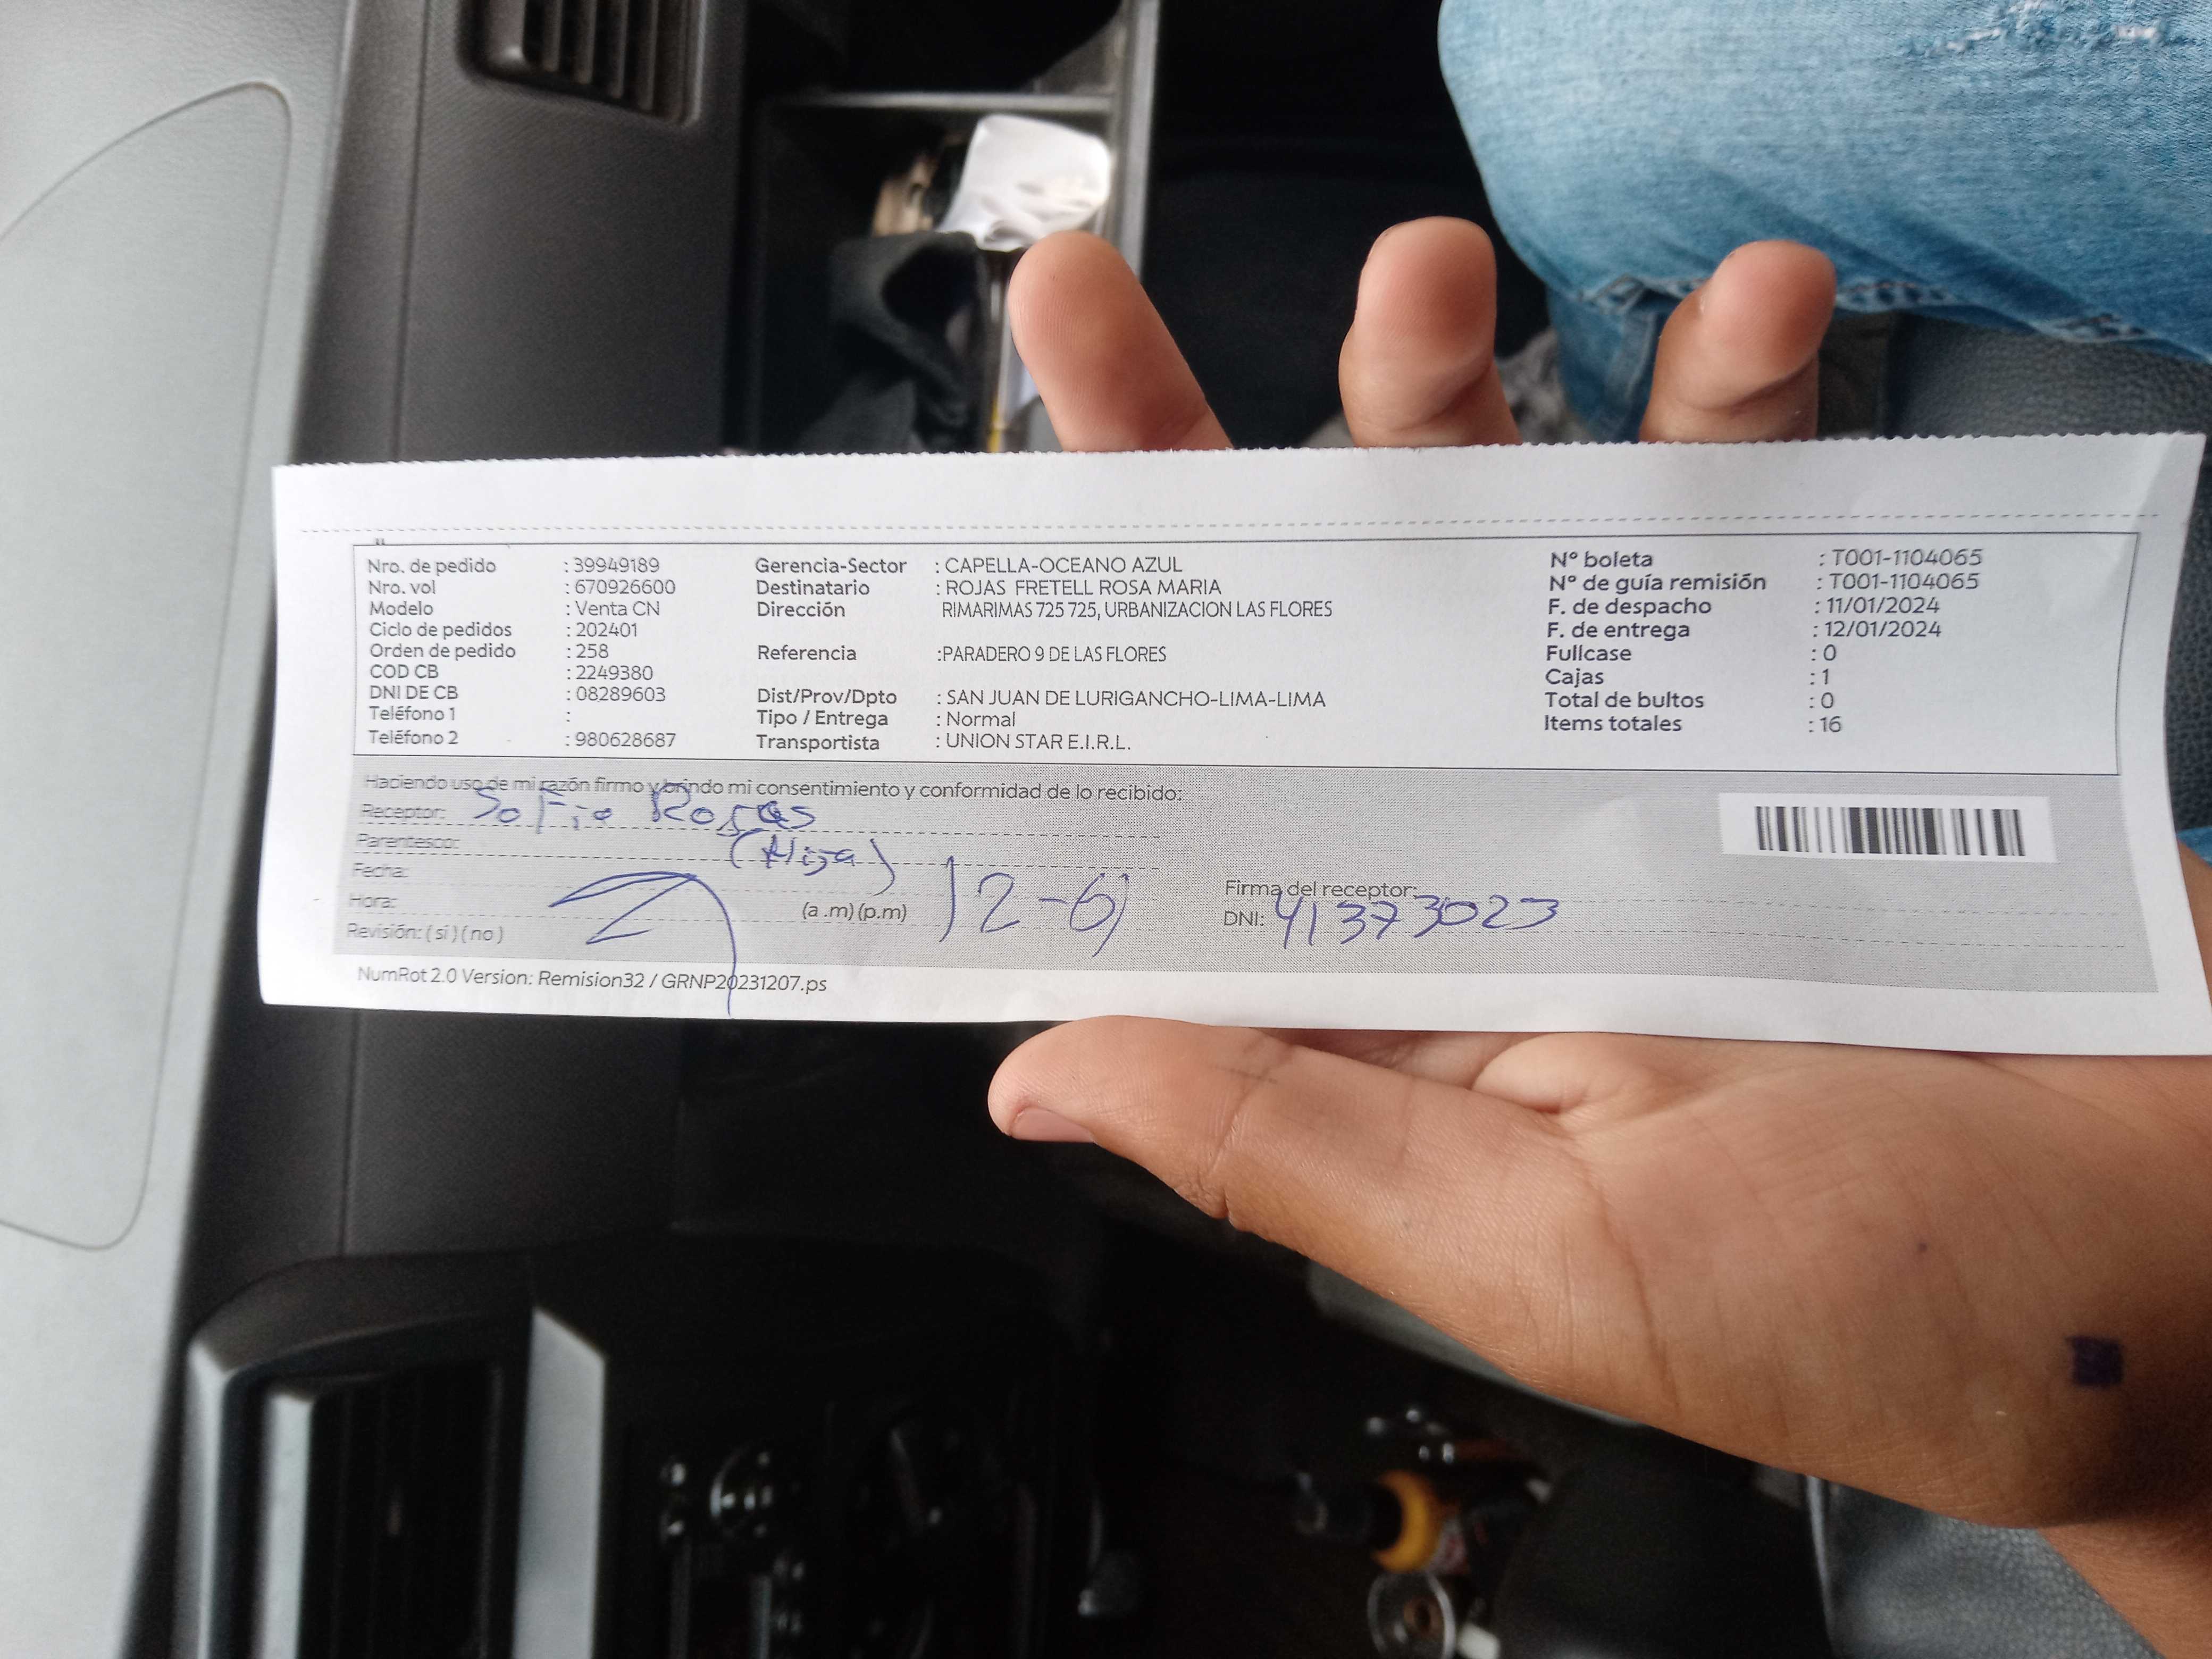 Nro. de pedido : 39949189 Gerencia-Sector : CAPELLA-OCEANO AZUL Nº boleta : T001-1104065
Nro. vol : 670926600 Destinatario : ROJAS FRETELL ROSA MARIA Nº de guía remisión : T001-1104065
Modelo : Venta CN Dirección RIMARIMAS 725 725, URBANIZACION LAS FLORES F. de despacho : 11/01/2024
Ciclo de pedidos : 202401 F. de entrega : 12/01/2024
Orden de pedido : 258 Referencia :PARADERO 9 DE LAS FLORES Fullcase : 0
COD CB : 2249380 Cajas : 1
DNI DE CB : 08289603 Dist/Prov/Dpto : SAN JUAN DE LURIGANCHO-LIMA-LIMA Total de bultos : 0
Teléfono 1 : Tipo / Entrega : Normal Items totales : 16
Teléfono 2 : 980628687 Transportista : UNION STAR E.I.R.L.
Haciendo uso de mi razón firmo y brindo mi consentimiento y conformidad de lo recibido:
Receptor: Sofia Rojas
Parentesco: (Hija)
Fecha:
Hora: (a .m) (p.m) Firma del receptor:
Revisión: ( si ) ( no ) DNI: 41373023
NumRot 2.0 Version: Remision32 / GRNP20231207.ps